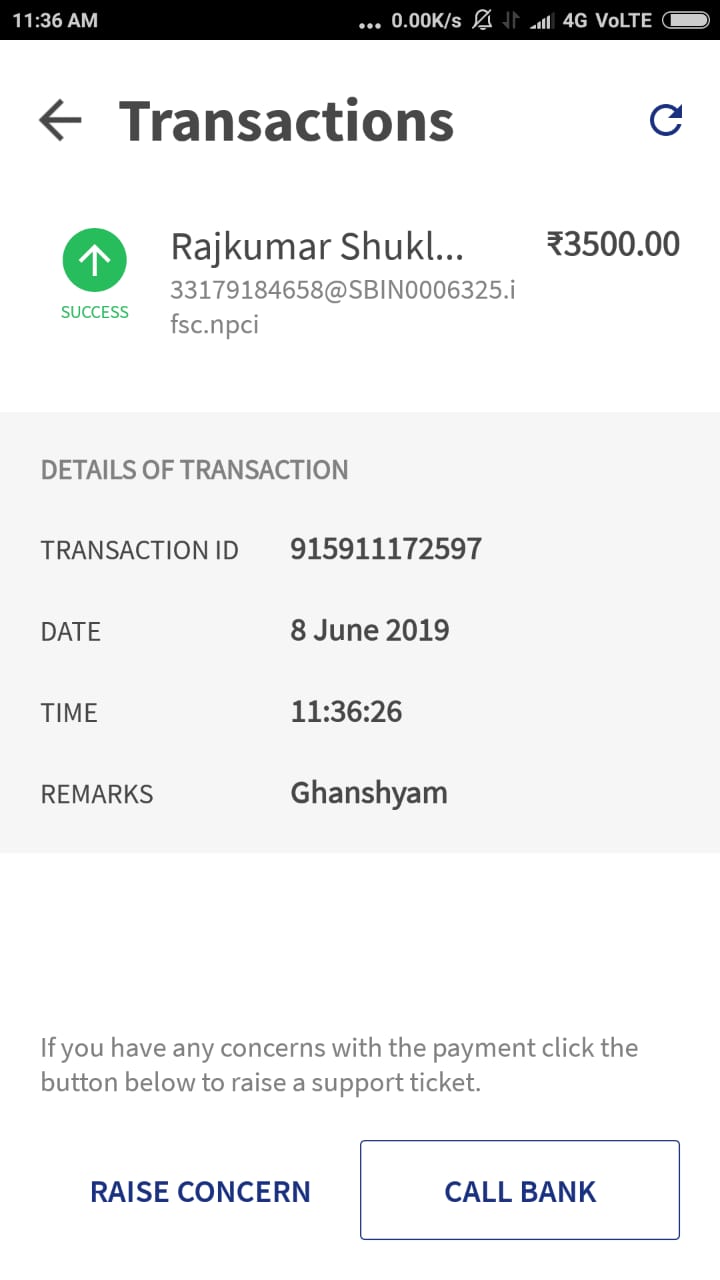 11:36 AM ... 0.00K/s 4G VoLTE
Transactions
Rajkumar Shukl... ₹3500.00
33179184658@SBIN0006325.i
fsc.npci
SUCCESS
DETAILS OF TRANSACTION
TRANSACTION ID 915911172597
DATE 8 June 2019
TIME 11:36:26
REMARKS Ghanshyam
If you have any concerns with the payment click the
button below to raise a support ticket.
RAISE CONCERN CALL BANK